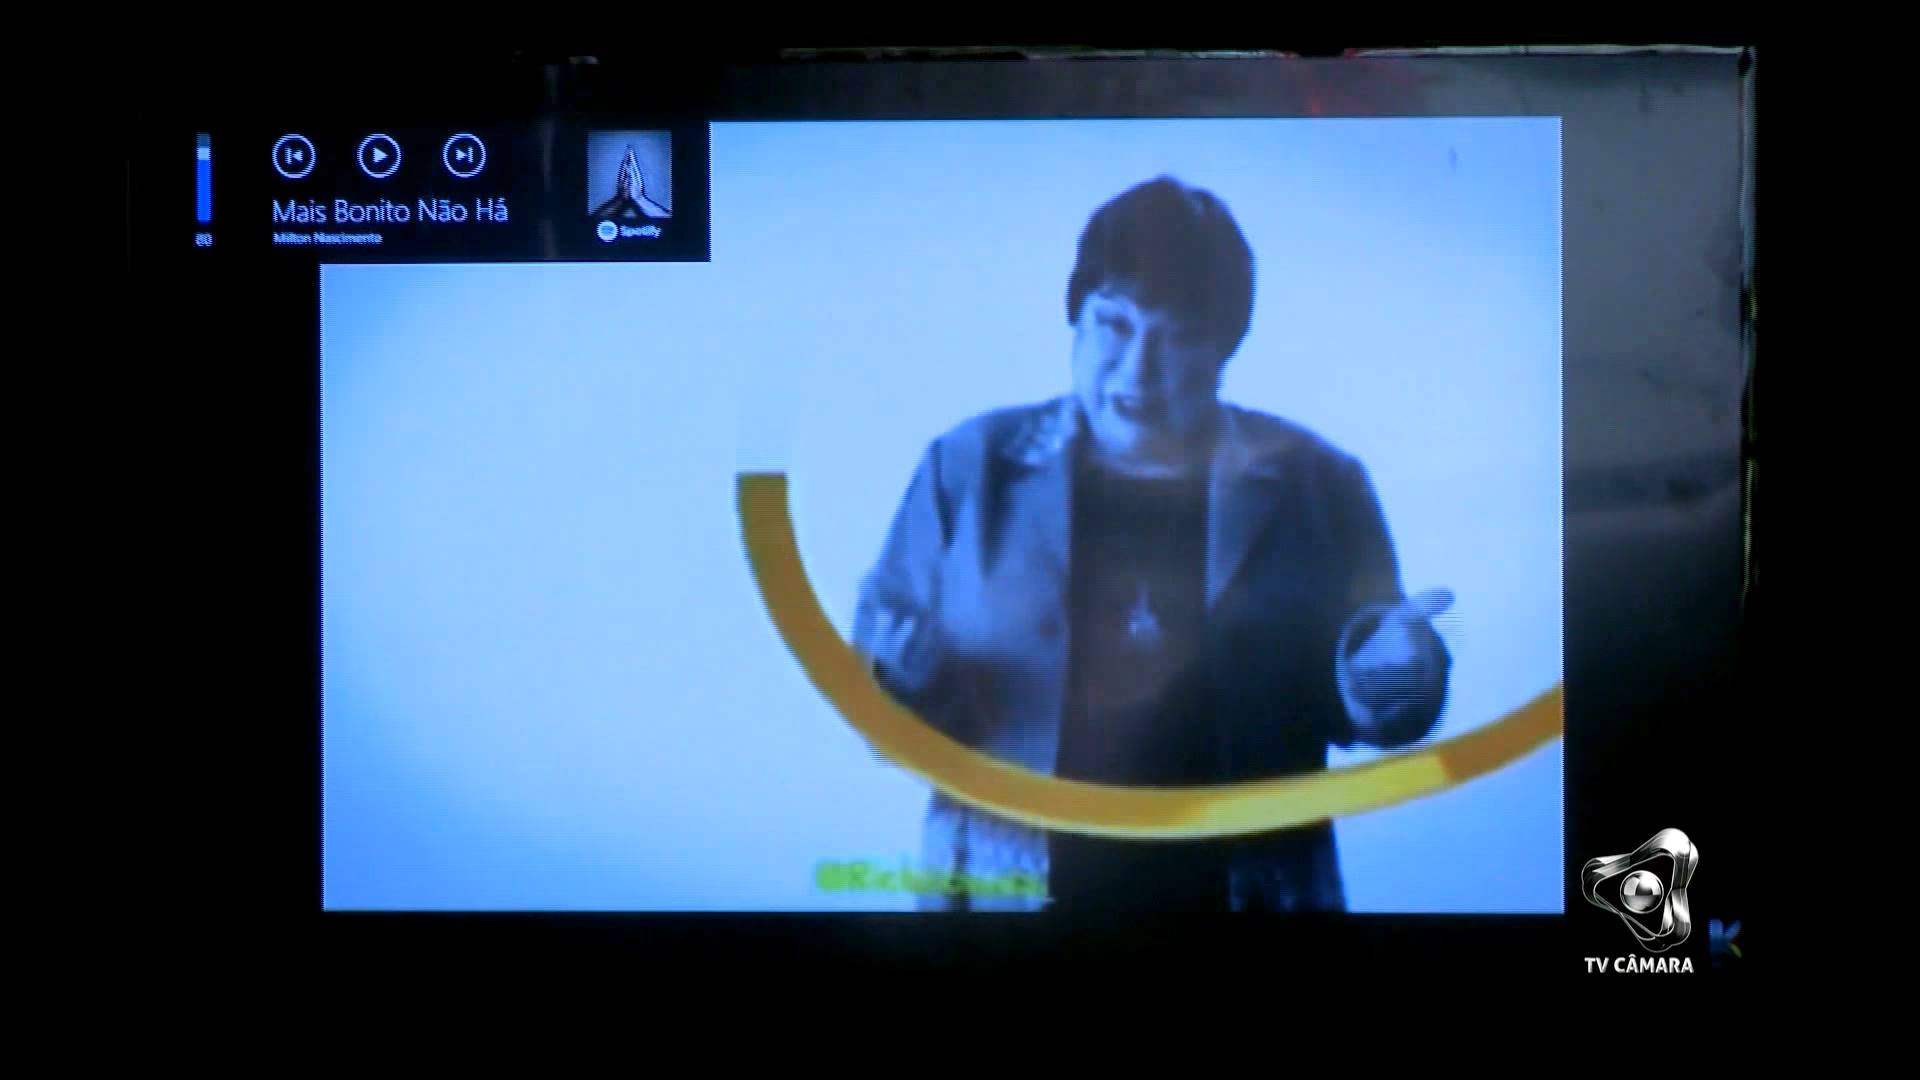 Mais Bonito Não Há
Milton Nascimento
80
Spotify
TV CÂMARA